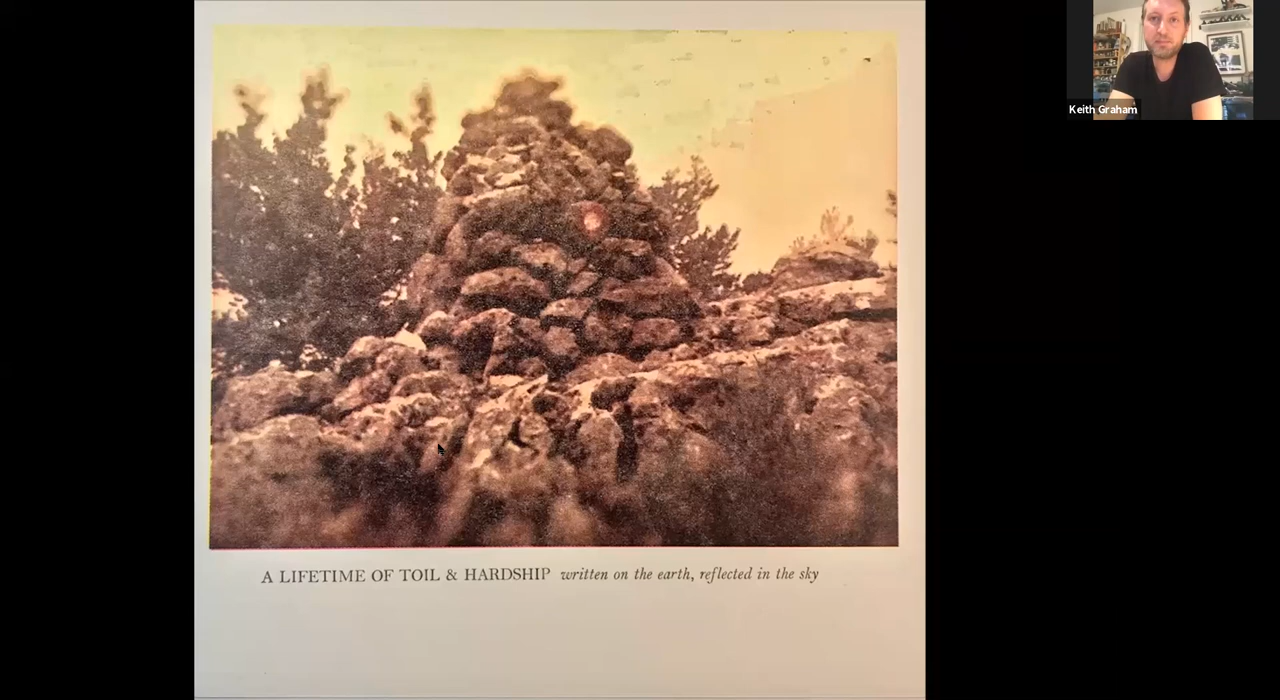 Keith Graham
A LIFETIME OF TOIL & HARDSHIP written on the earth, reflected in the sky